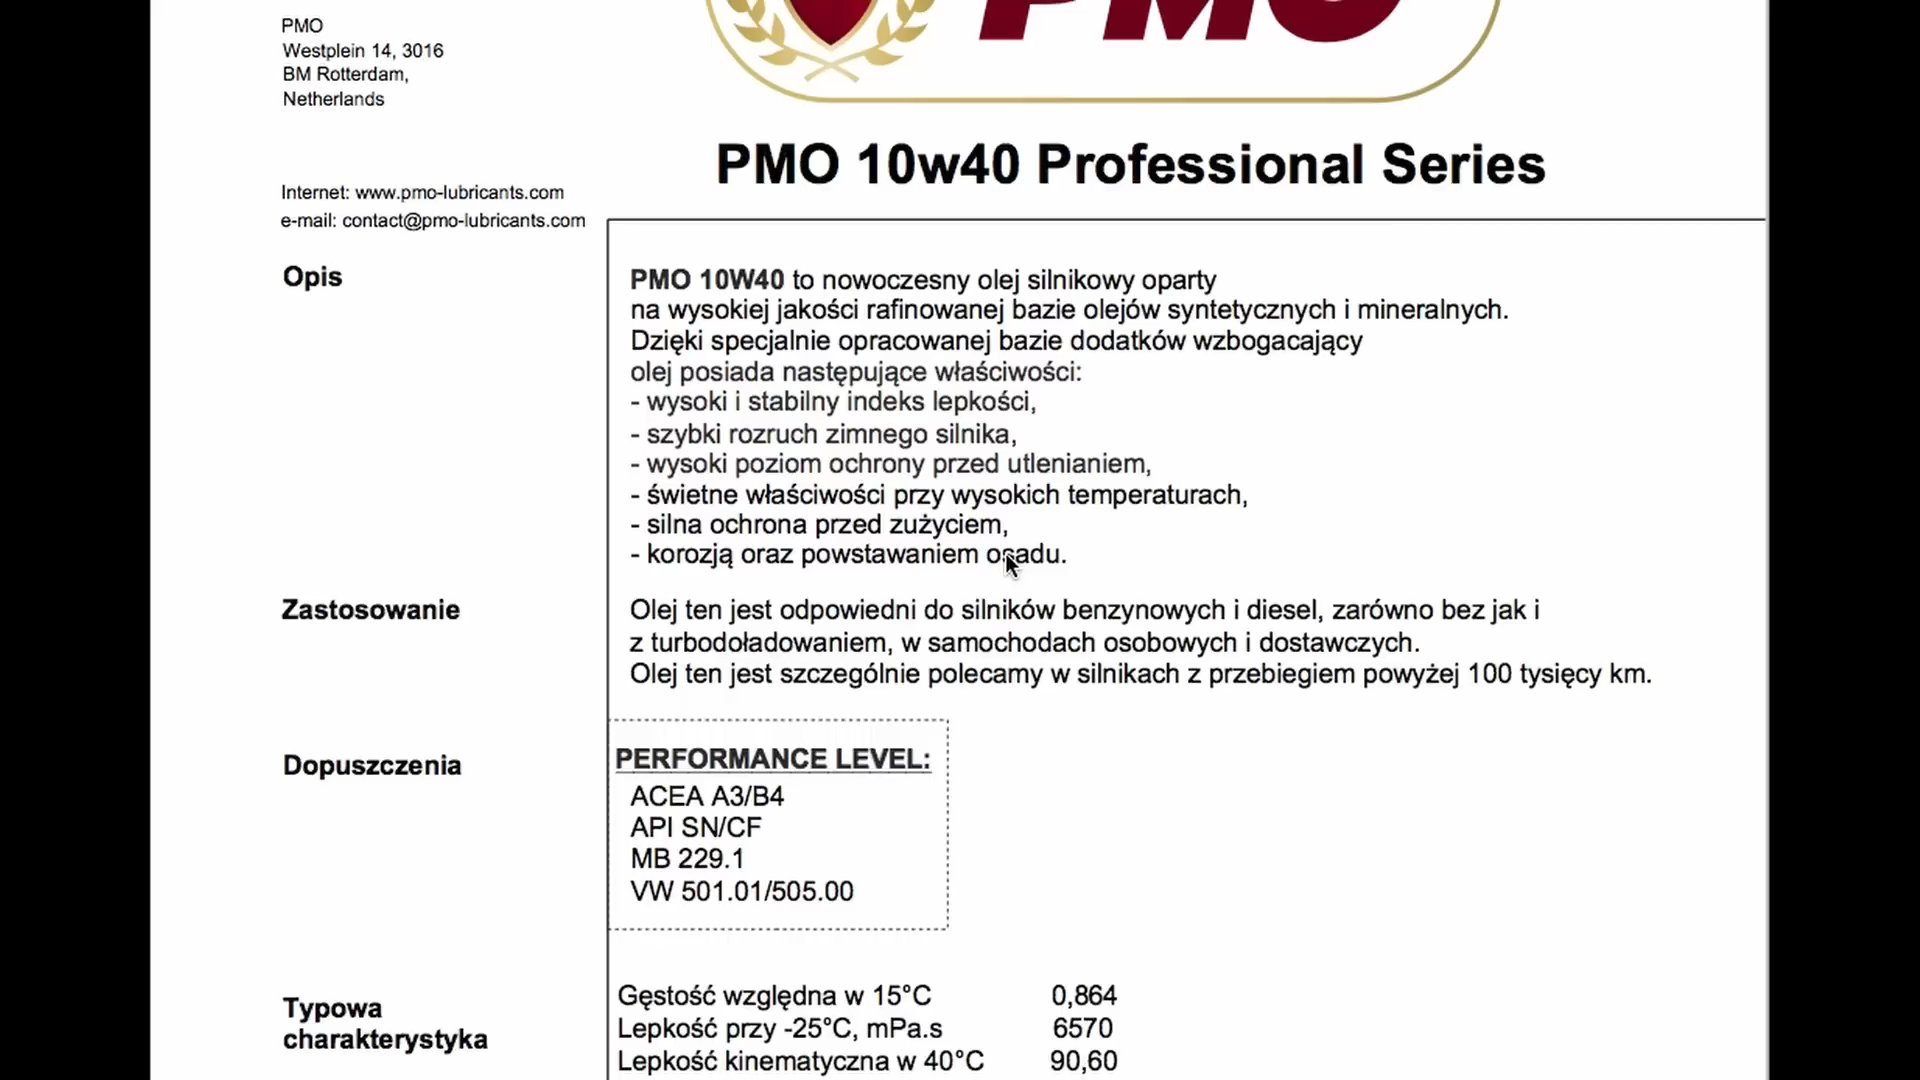 PMO
PMO
Westplein 14, 3016
BM Rotterdam,
Netherlands
PMO 10w40 Professional Series
Internet: www.pmo-lubricants.com
e-mail: contact@pmo-lubricants.com
Opis
PMO 10W40 to nowoczesny olej silnikowy oparty
na wysokiej jakości rafinowanej bazie olejów syntetycznych i mineralnych.
Dzięki specjalnie opracowanej bazie dodatków wzbogacający
olej posiada następujące właściwości:
- wysoki i stabilny indeks lepkości,
- szybki rozruch zimnego silnika,
- wysoki poziom ochrony przed utlenianiem,
- świetne właściwości przy wysokich temperaturach,
- silna ochrona przed zużyciem,
- korozją oraz powstawaniem osadu.
Zastosowanie
Olej ten jest odpowiedni do silników benzynowych i diesel, zarówno bez jak i
z turbodoładowaniem, w samochodach osobowych i dostawczych.
Olej ten jest szczególnie polecamy w silnikach z przebiegiem powyżej 100 tysięcy km.
Dopuszczenia
PERFORMANCE LEVEL:
ACEA A3/B4
API SN/CF
MB 229.1
VW 501.01/505.00
Typowa
charakterystyka
Gęstość względna w 15°C 0,864
Lepkość przy -25°C, mPa.s 6570
Lepkość kinematyczna w 40°C 90,60